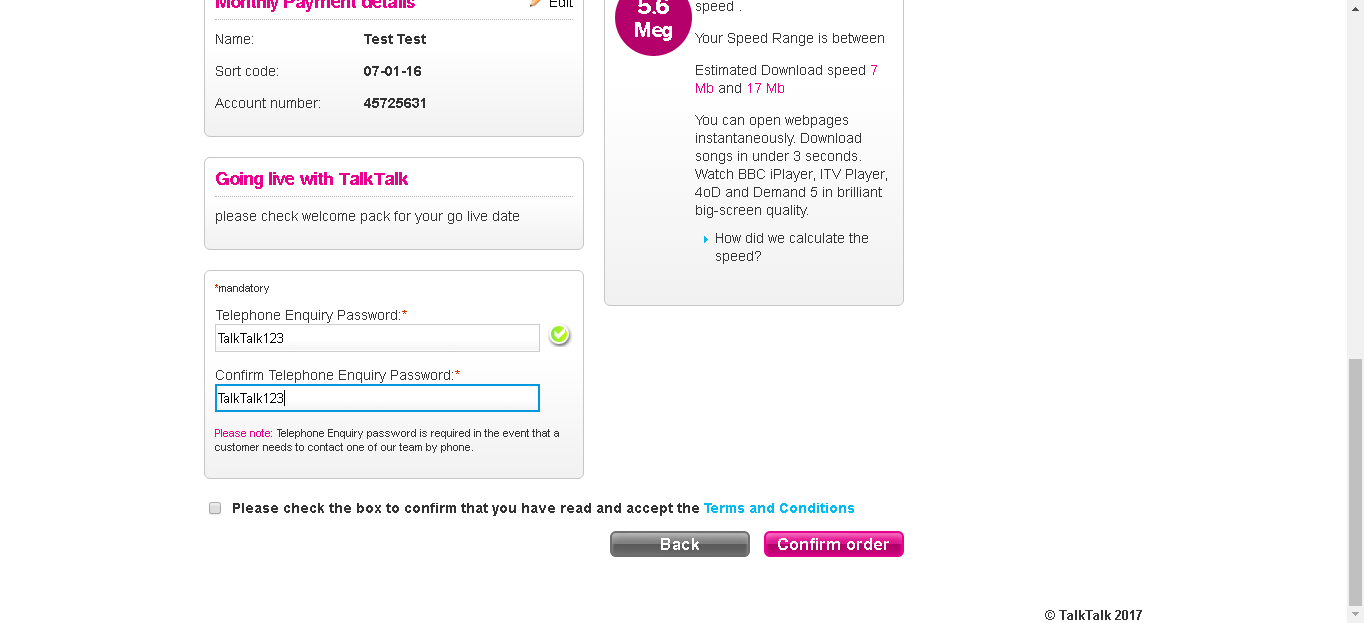 Monthly Payment details
Edit
Name:
Test Test
Sort code:
07-01-16
Account number:
45725631
Going live with TalkTalk
please check welcome pack for your go live date
*mandatory
Telephone Enquiry Password:*
TalkTalk123
Confirm Telephone Enquiry Password:*
TalkTalk123
Please note: Telephone Enquiry password is required in the event that a
customer needs to contact one of our team by phone.
5.6
Meg
speed .
Your Speed Range is between
Estimated Download speed 7
Mb and 17 Mb
You can open webpages
instantaneously. Download
songs in under 3 seconds.
Watch BBC iPlayer, ITV Player,
4oD and Demand 5 in brilliant
big-screen quality.
How did we calculate the
speed?
Please check the box to confirm that you have read and accept the Terms and Conditions
Back
Confirm order
© TalkTalk 2017